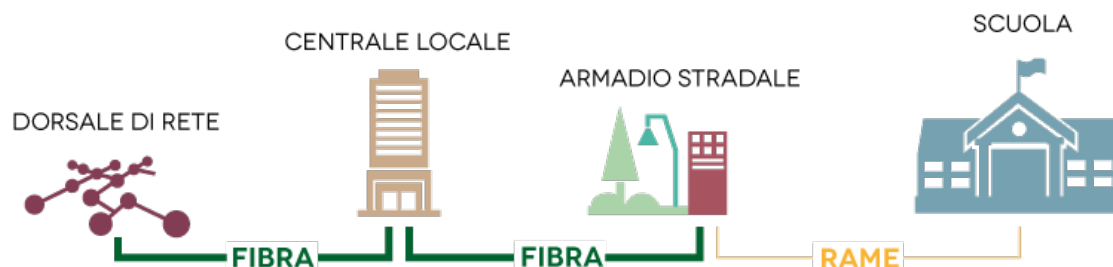 SCUOLA
CENTRALE LOCALE
ARMADIO STRADALE
DORSALE DI RETE
FIBRA
FIBRA
RAME